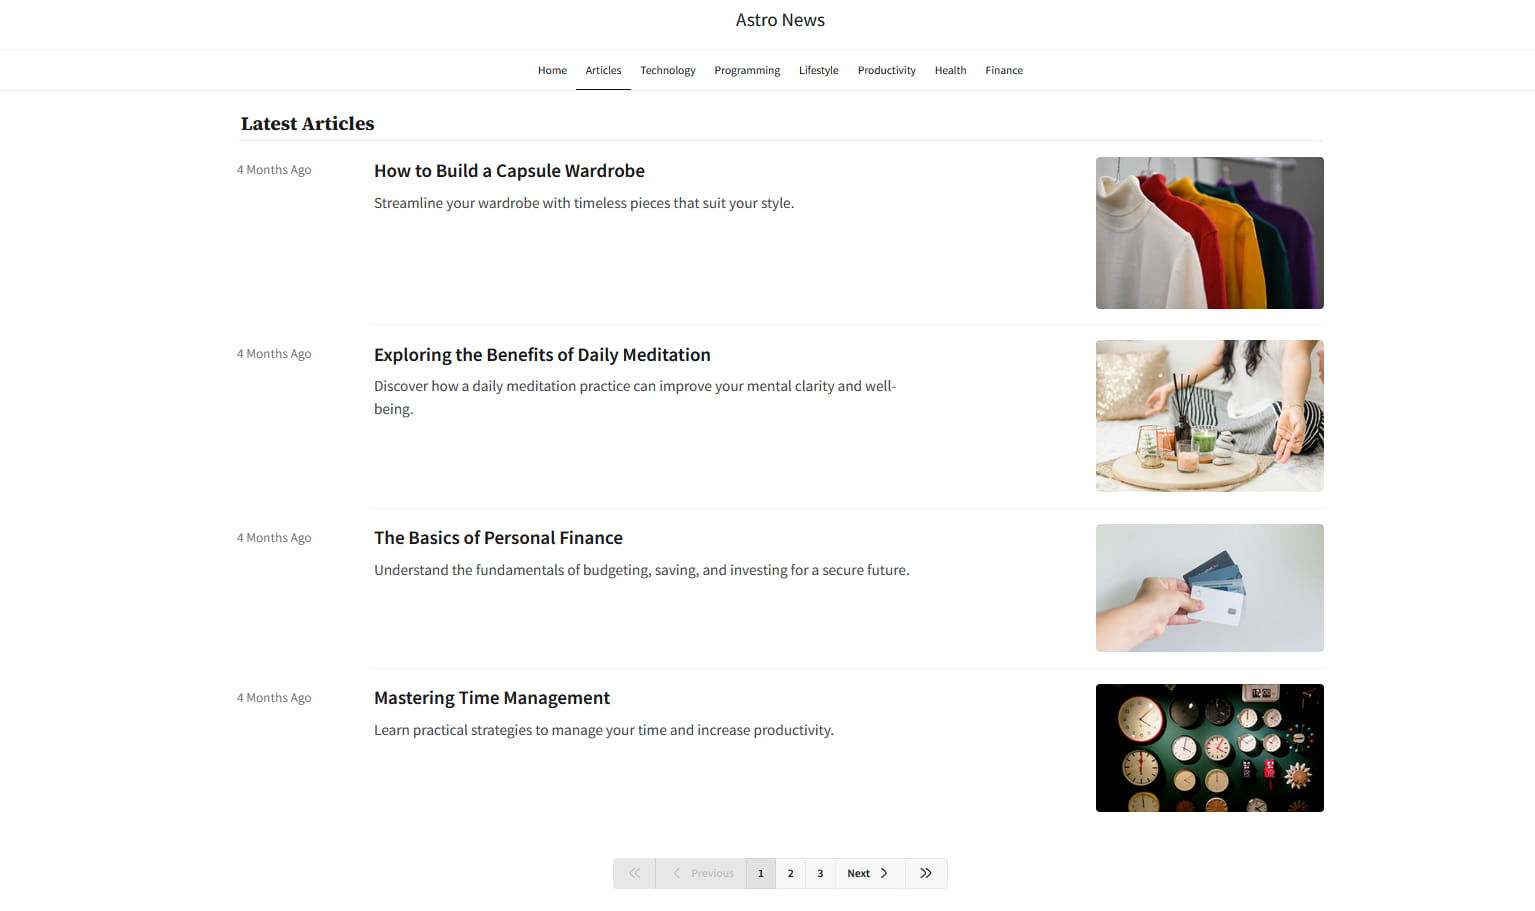 Astro News
Home Articles Technology Programming Lifestyle Productivity Health Finance
Latest Articles
4 Months Ago
How to Build a Capsule Wardrobe
Streamline your wardrobe with timeless pieces that suit your style.
4 Months Ago
Exploring the Benefits of Daily Meditation
Discover how a daily meditation practice can improve your mental clarity and well-
being.
4 Months Ago
The Basics of Personal Finance
Understand the fundamentals of budgeting, saving, and investing for a secure future.
4 Months Ago
Mastering Time Management
Learn practical strategies to manage your time and increase productivity.
Previous 1 2 3 Next